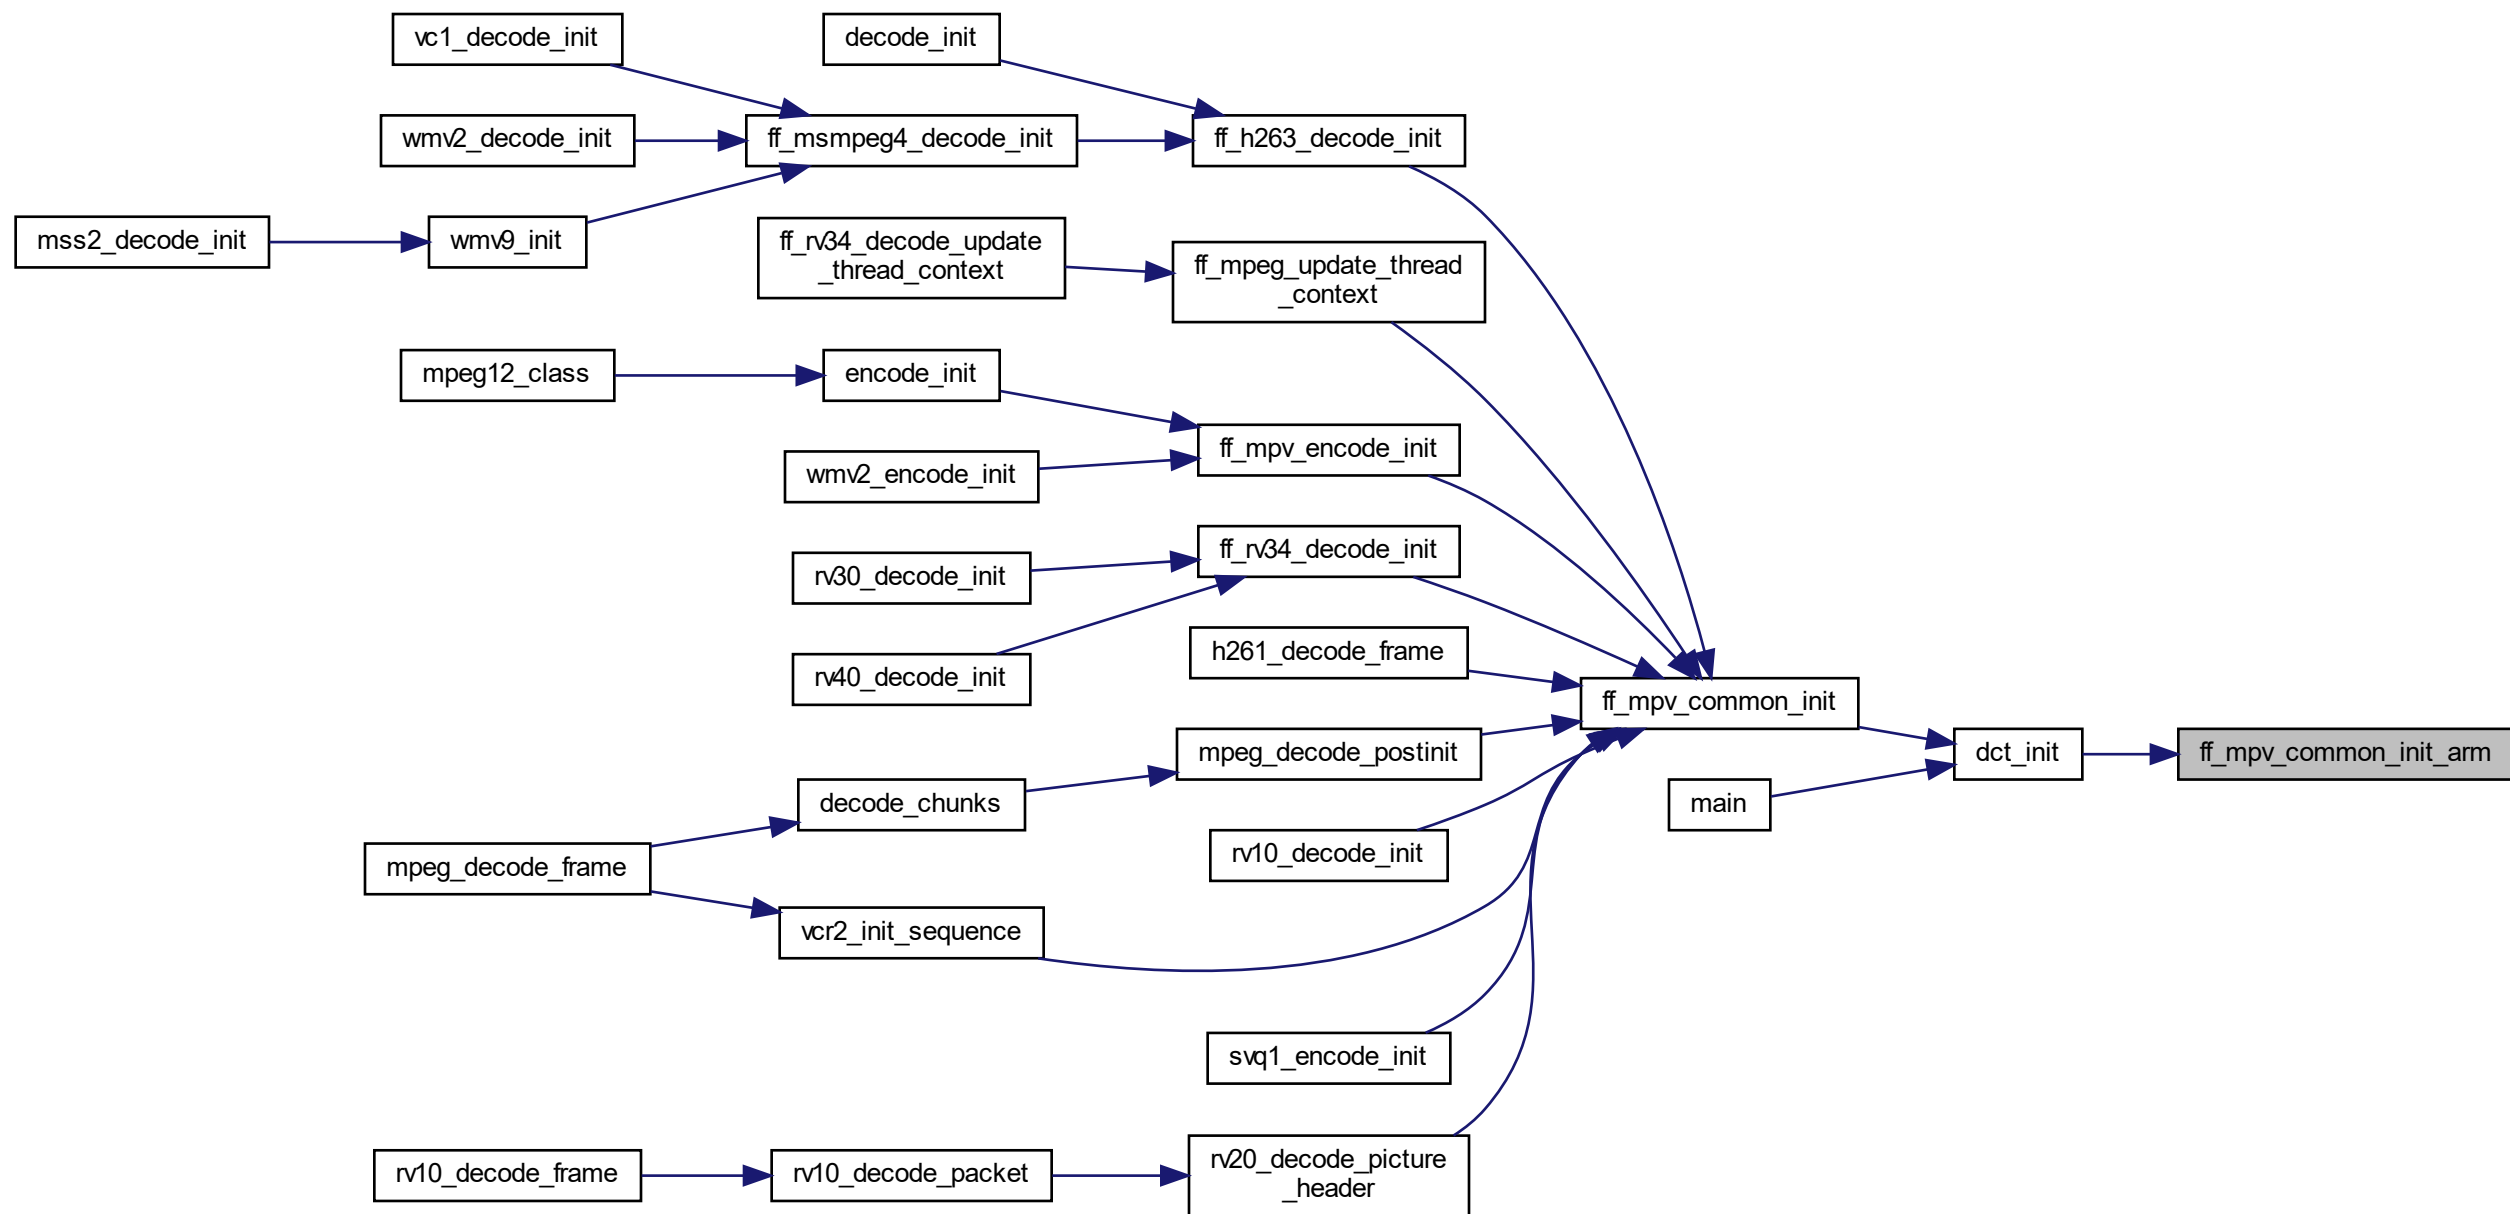 vc1_decode_init
decode_init
wmv2_decode_init
ff_msmpeg4_decode_init
ff_h263_decode_init
mss2_decode_init
wmv9_init
ff_rv34_decode_update
_thread_context
ff_mpeg_update_thread
_context
mpeg12_class
encode_init
ff_mpv_encode_init
wmv2_encode_init
ff_rv34_decode_init
rv30_decode_init
h261_decode_frame
rv40_decode_init
ff_mpv_common_init
mpeg_decode_postinit
dct_init
ff_mpv_common_init_arm
decode_chunks
main
rv10_decode_init
mpeg_decode_frame
vcr2_init_sequence
svq1_encode_init
rv10_decode_frame
rv10_decode_packet
rv20_decode_picture
_header